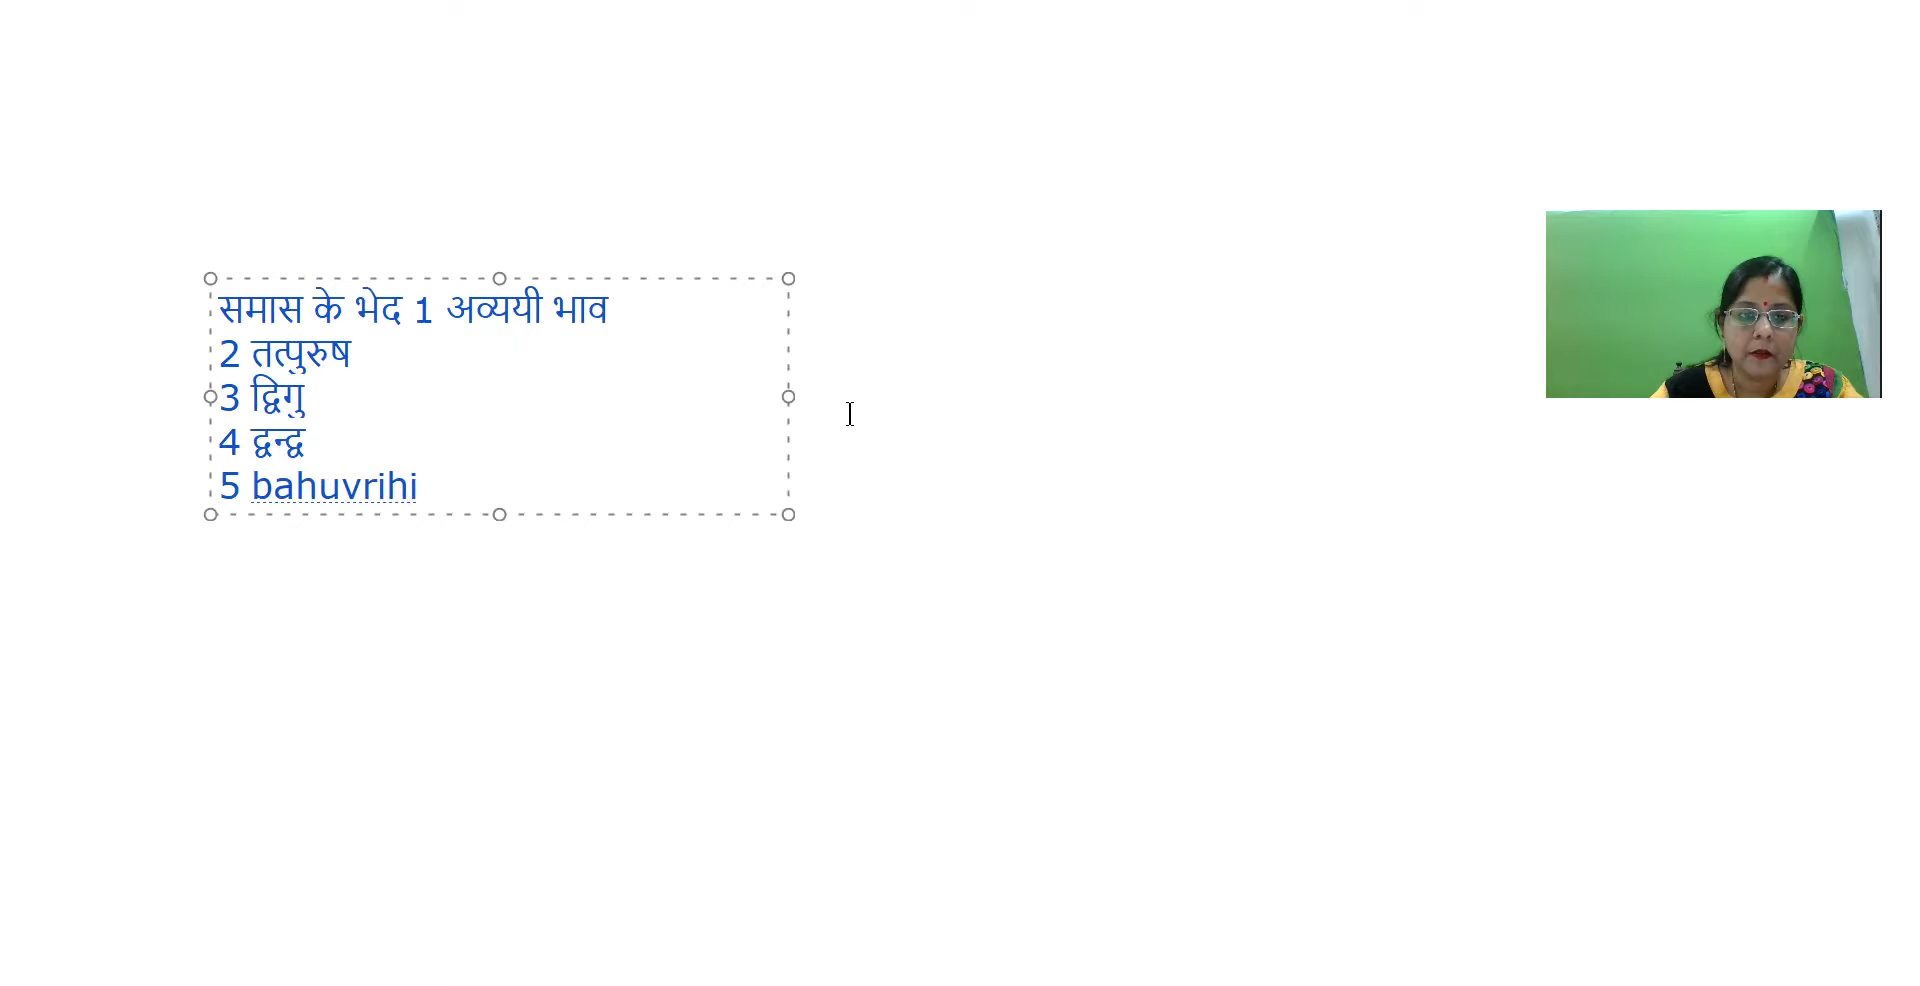 समास के भेद 1 अव्ययी भाव
2 तत्पुरुष
3 द्विगु
4 द्वन्द्व
5 bahuvrihi